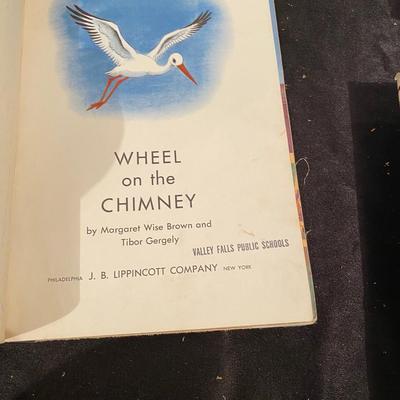 WHEEL
on the
CHIMNEY
by Margaret Wise Brown and
Tibor Gergely
VALLEY FALLS PUBLIC SCHOOLS
PHILADELPHIA J. B. LIPPINCOTT COMPANY NEW YORK